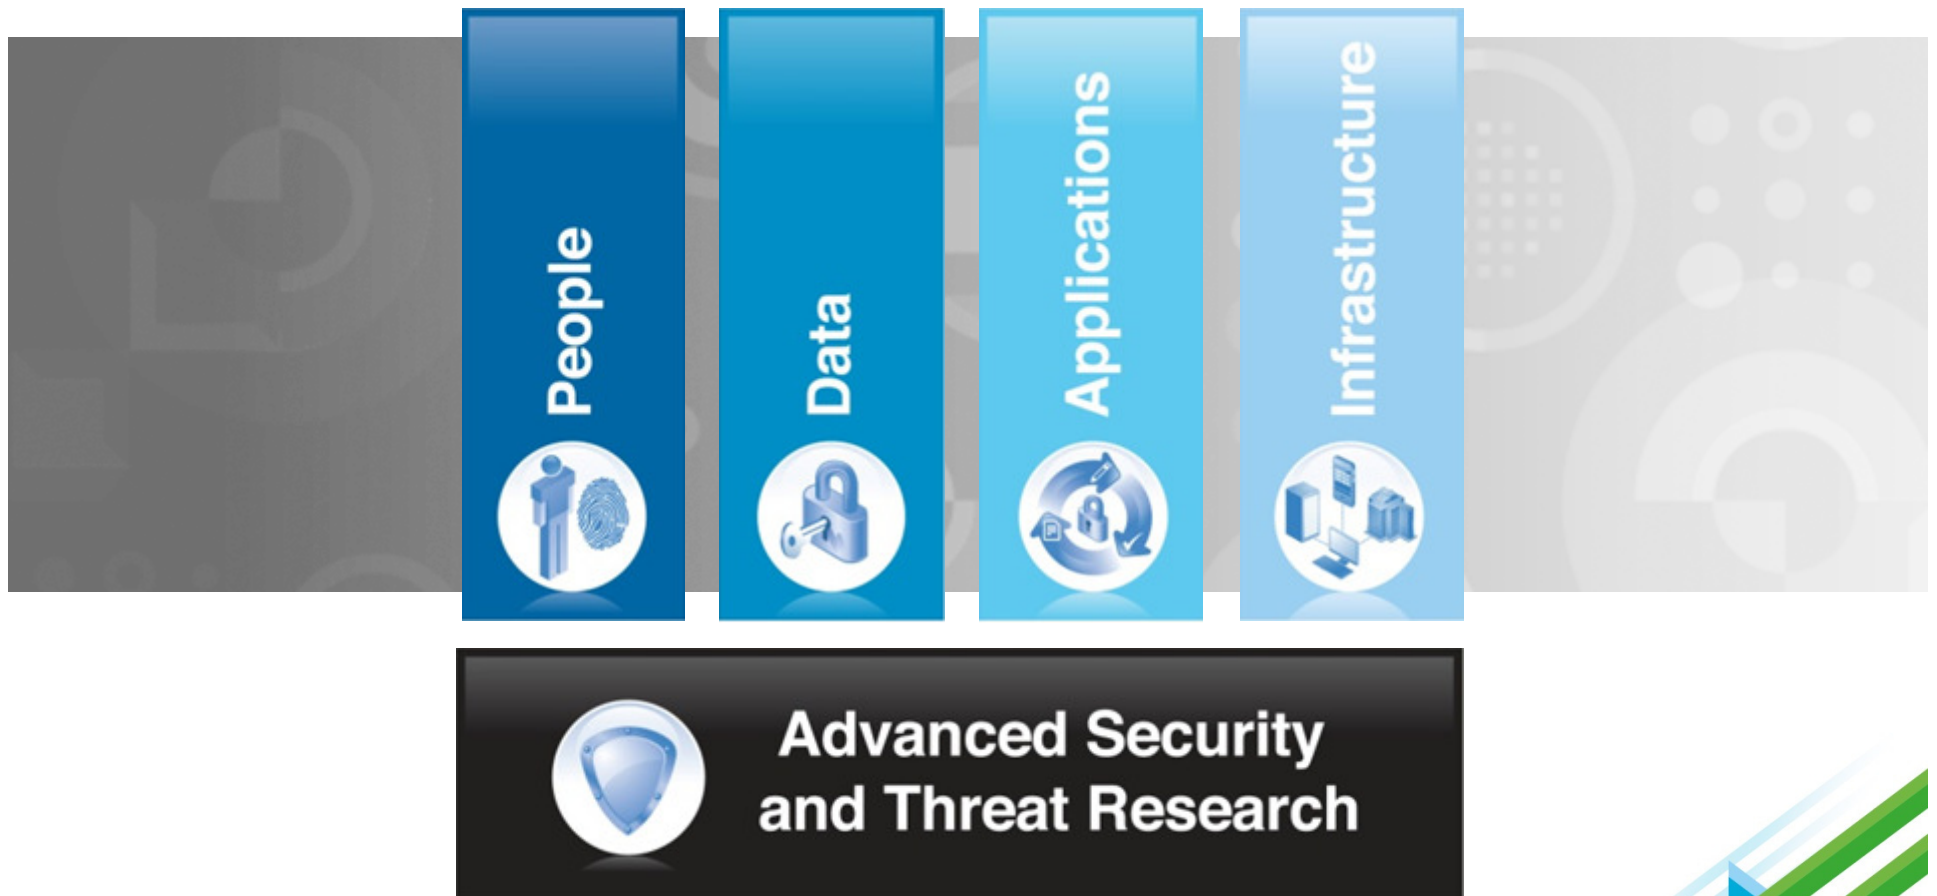 People
Data
Applications
Infrastructure
Advanced Security
and Threat Research